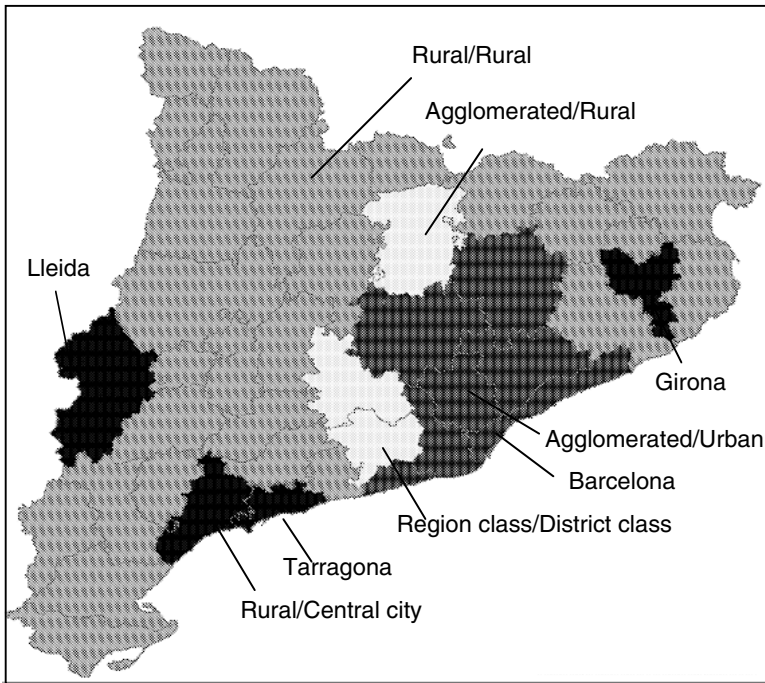 Rural/Rural
Agglomerated/Rural
Lleida
Girona
Agglomerated/Urban
Barcelona
Region class/District class
Tarragona
Rural/Central city